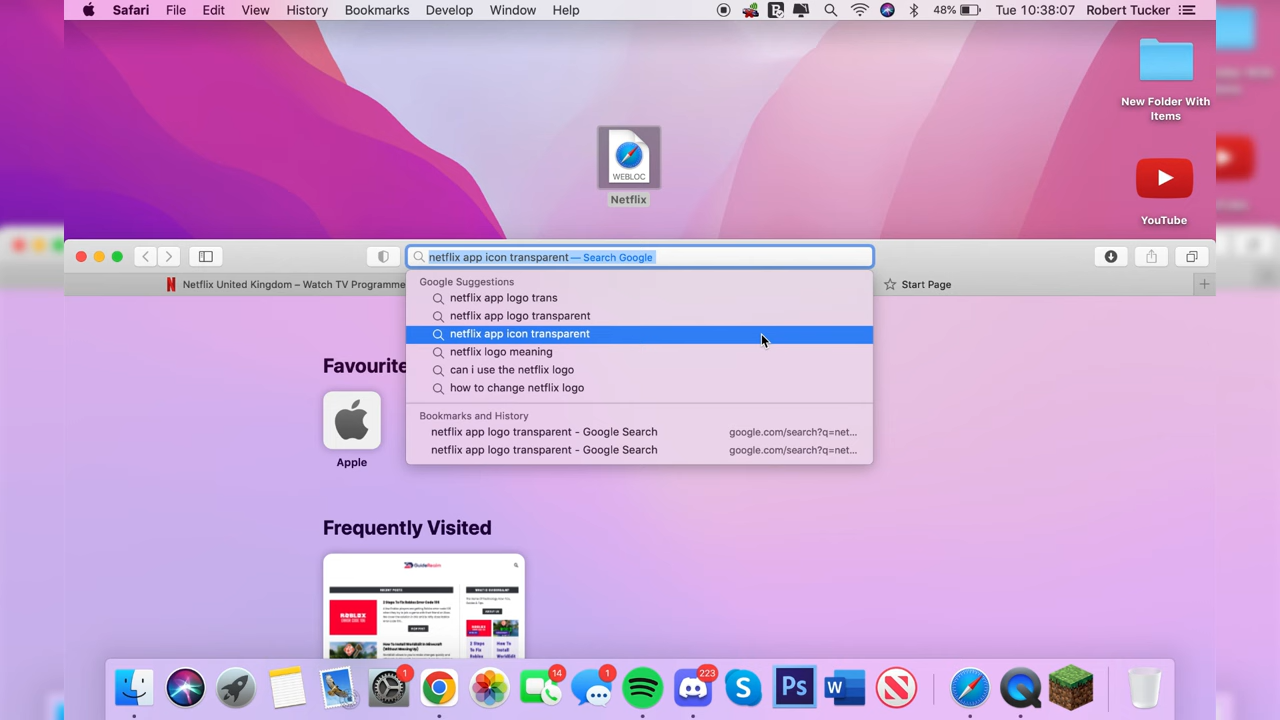 Safari File Edit View History Bookmarks Develop Window Help 48% Tue 10:38:07 Robert Tucker
New Folder With
Items
WEBLOC
Netflix
YouTube
netflix app icon transparent — Search Google
Netflix United Kingdom – Watch TV Programme
Start Page
Google Suggestions
netflix app logo trans
netflix app logo transparent
netflix app icon transparent
netflix logo meaning
can i use the netflix logo
how to change netflix logo
Bookmarks and History
netflix app logo transparent - Google Search google.com/search?q=net...
netflix app logo transparent - Google Search google.com/search?q=net...
Favourite
Apple
Frequently Visited
GuideRealm
RECENT POSTS
ROBLOX
1
14
1
223
S
Ps
W
N